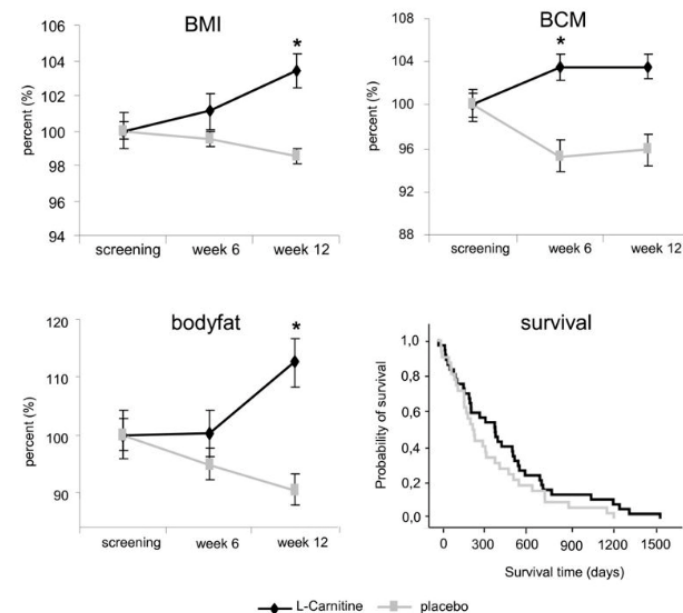 BMI
106
104
102
100
98
96
94
percent (%)
*
screening week 6 week 12
BCM
108
104
100
96
92
88
percent (%)
*
screening week 6 week 12
bodyfat
120
110
100
90
percent (%)
*
screening week 6 week 12
survival
1,0
0,8
0,6
0,4
0,2
0,0
Probability of survival
0 300 600 900 1200 1500
Survival time (days)
L-Carnitine placebo